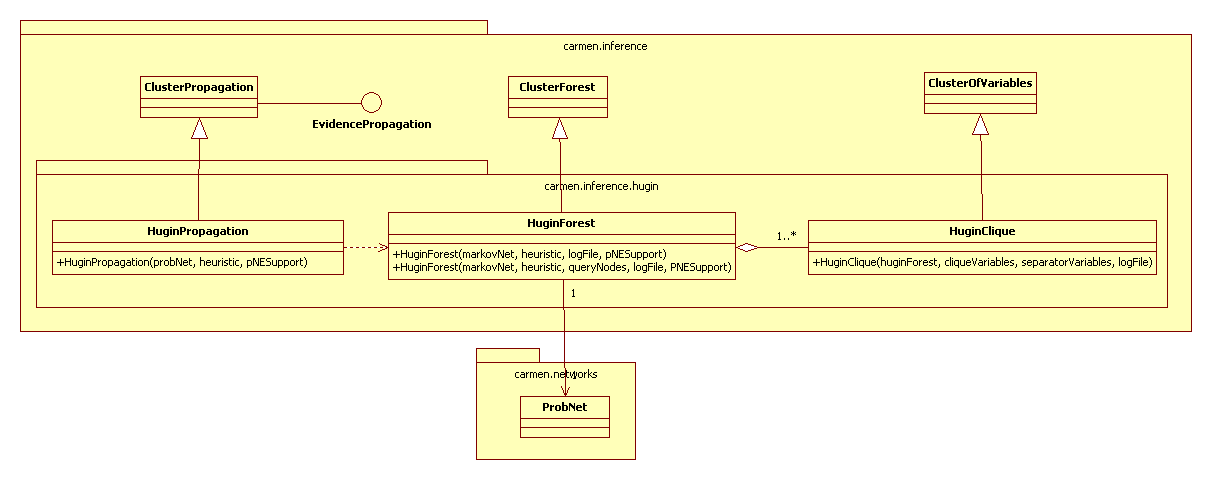 carmen.inference
ClusterPropagation
EvidencePropagation
ClusterForest
ClusterOfVariables
carmen.inference.hugin
HuginPropagation
+HuginPropagation(probNet, heuristic, pNESupport)
HuginForest
+HuginForest(markovNet, heuristic, logFile, pNESupport)
+HuginForest(markovNet, heuristic, queryNodes, logFile, PNESupport)
1..*
HuginClique
+HuginClique(huginForest, cliqueVariables, separatorVariables, logFile)
1
carmen.networks
1
ProbNet